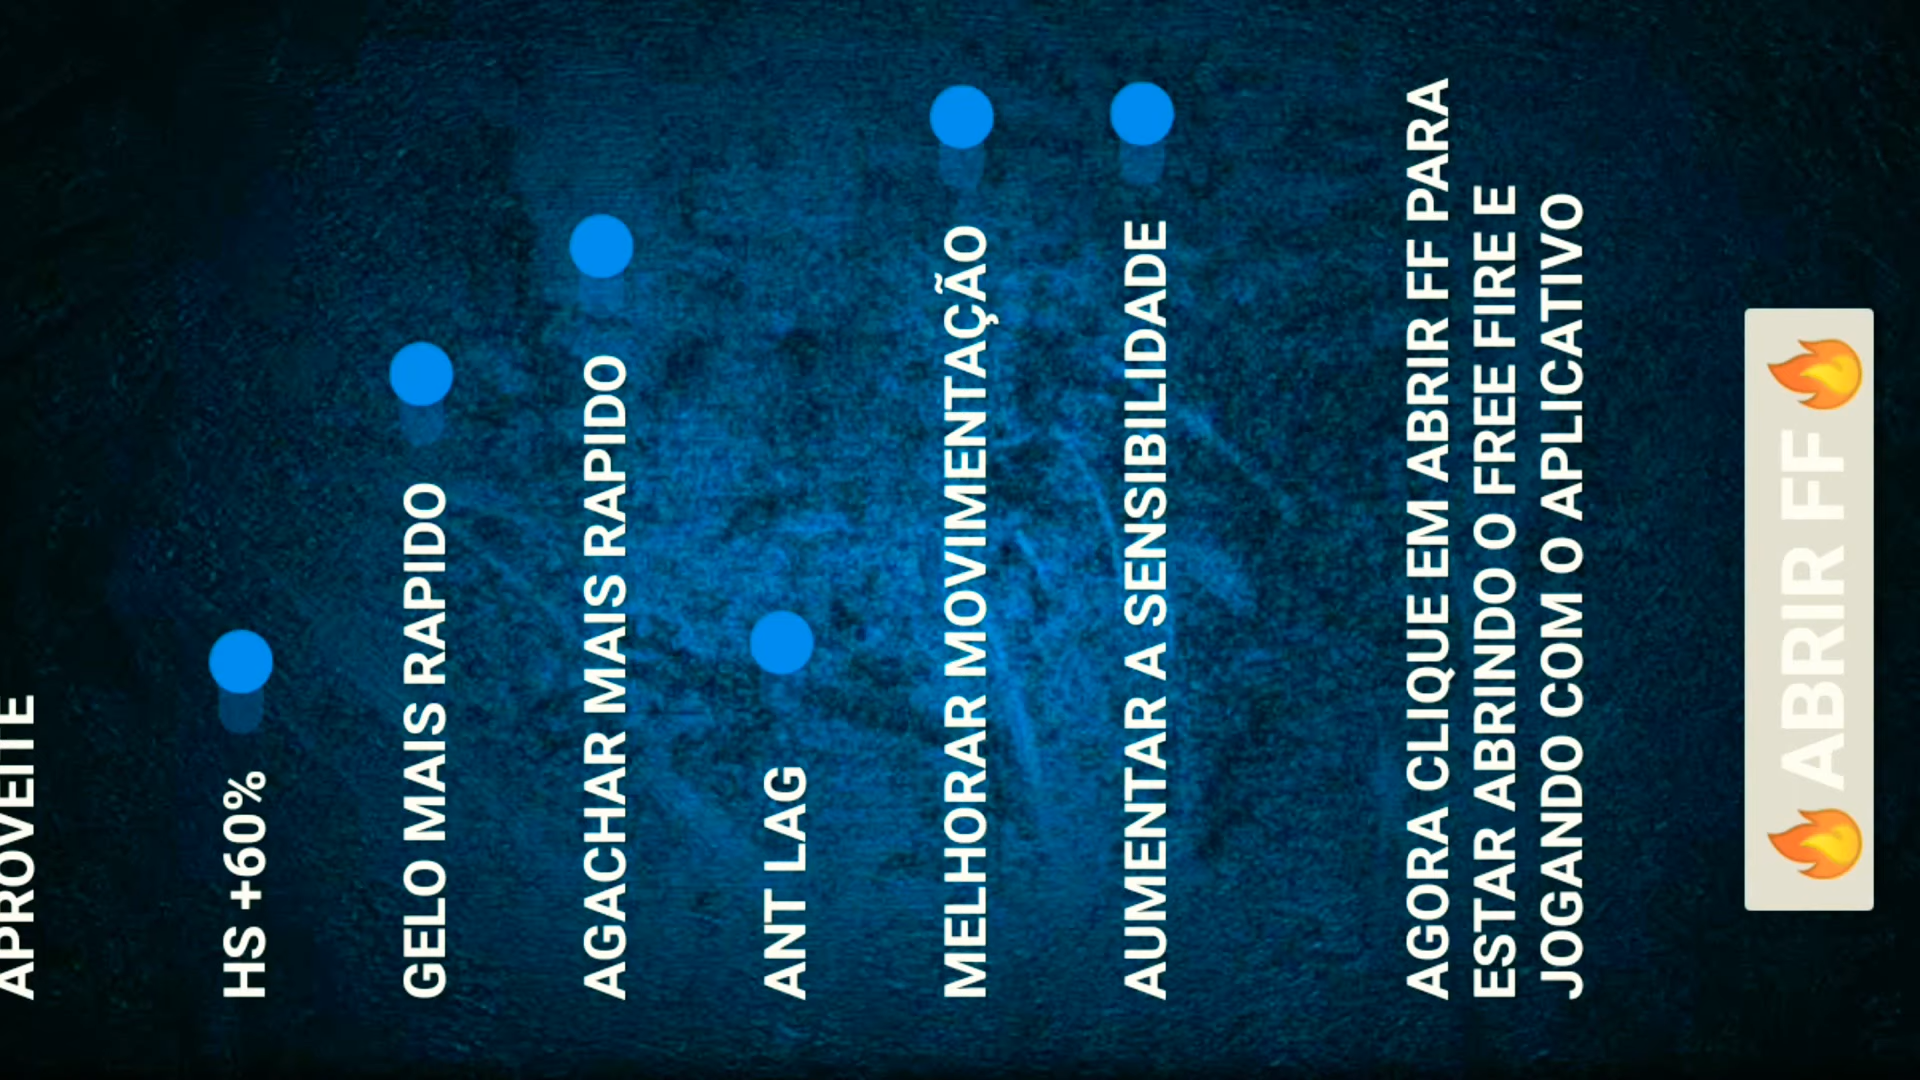 APROVEITE
HS +60%
GELO MAIS RAPIDO
AGACHAR MAIS RAPIDO
ANT LAG
MELHORAR MOVIMENTAÇÃO
AUMENTAR A SENSIBILIDADE
AGORA CLIQUE EM ABRIR FF PARA
ESTAR ABRINDO O FREE FIRE E
JOGANDO COM O APLICATIVO
🔥 ABRIR FF 🔥